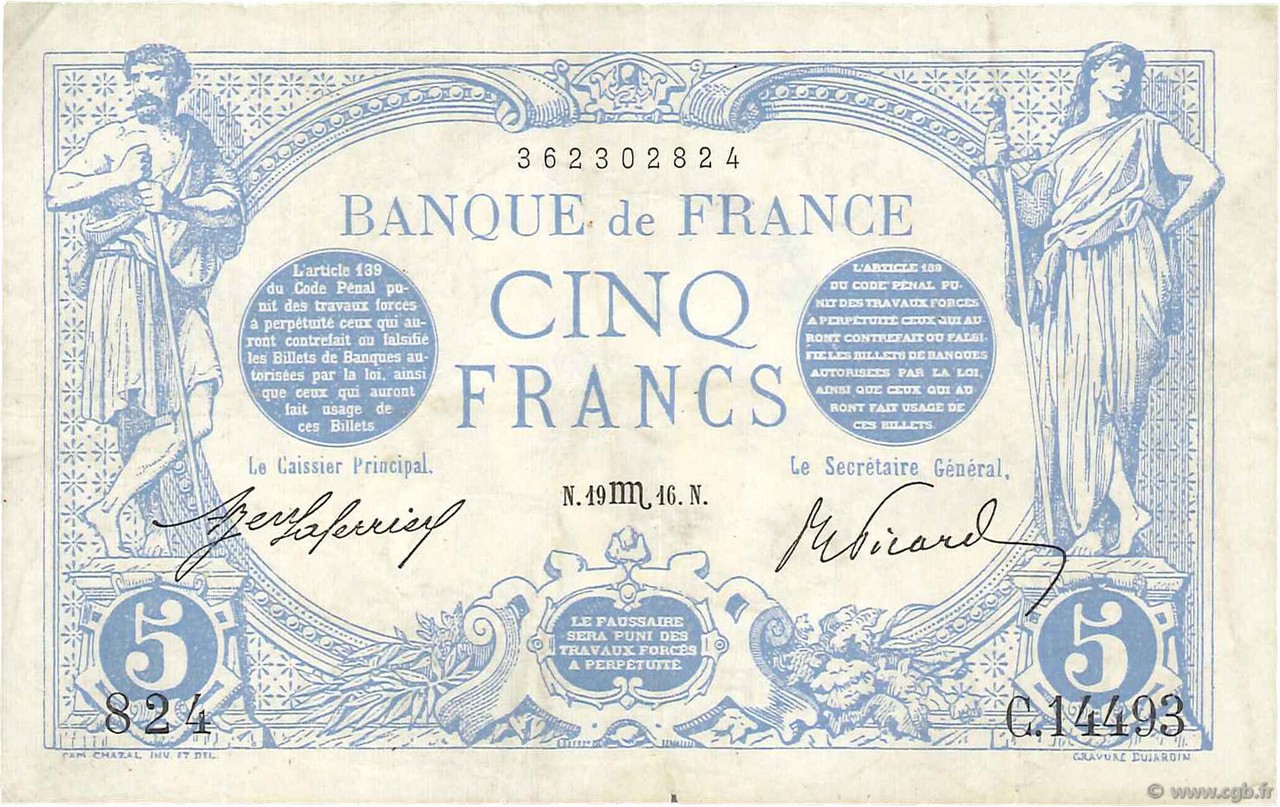 362302824
BANQUE de FRANCE
CINQ
FRANCS
L'article 139
du Code Pénal pu-
nit des travaux forcés
à perpétuité ceux qui au-
ront contrefait ou falsifié
les Billets de Banques au-
torisées par la loi, ainsi
que ceux qui auront
fait usage de
ces Billets
L'ARTICLE 139
DU CODE PÉNAL PU-
NIT DES TRAVAUX FORCÉS
A PERPÉTUITÉ CEUX QUI AU
RONT CONTREFAIT OU FALSI
FIE LES BILLETS DE BANQUES
AUTORISÉES PAR LA LOI,
AINSI QUE CEUX QUI AU
RONT FAIT USAGE DE
CES BILLETS.
Le Caissier Principal.
Le Secrétaire Général,
N.19 16.N.
Picard
LE FAUSSAIRE
SERA PUNI DES
TRAVAUX FORCÉS
A PERPÉTUITÉ
5
5
824
C.14493
CAM CHAZAL INV. ET DEL.
GRAVURE DUJARDIN
© www.cgb.fr